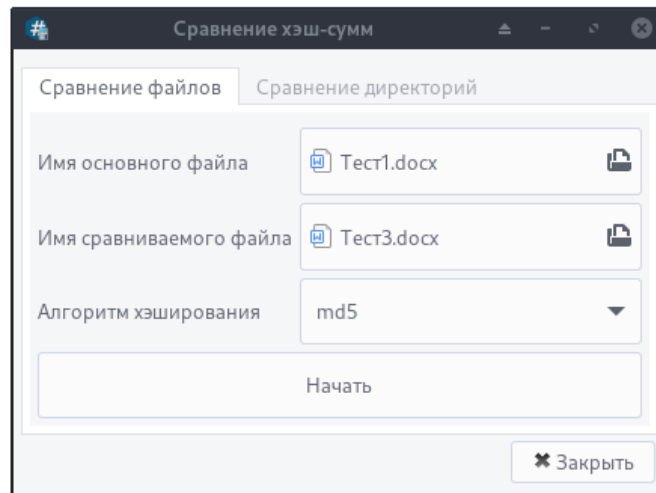 Сравнение хэш-сумм
Сравнение файлов Сравнение директорий
Имя основного файла Тест1.docx
Имя сравниваемого файла Тест3.docx
Алгоритм хэширования md5
Начать
Закрыть